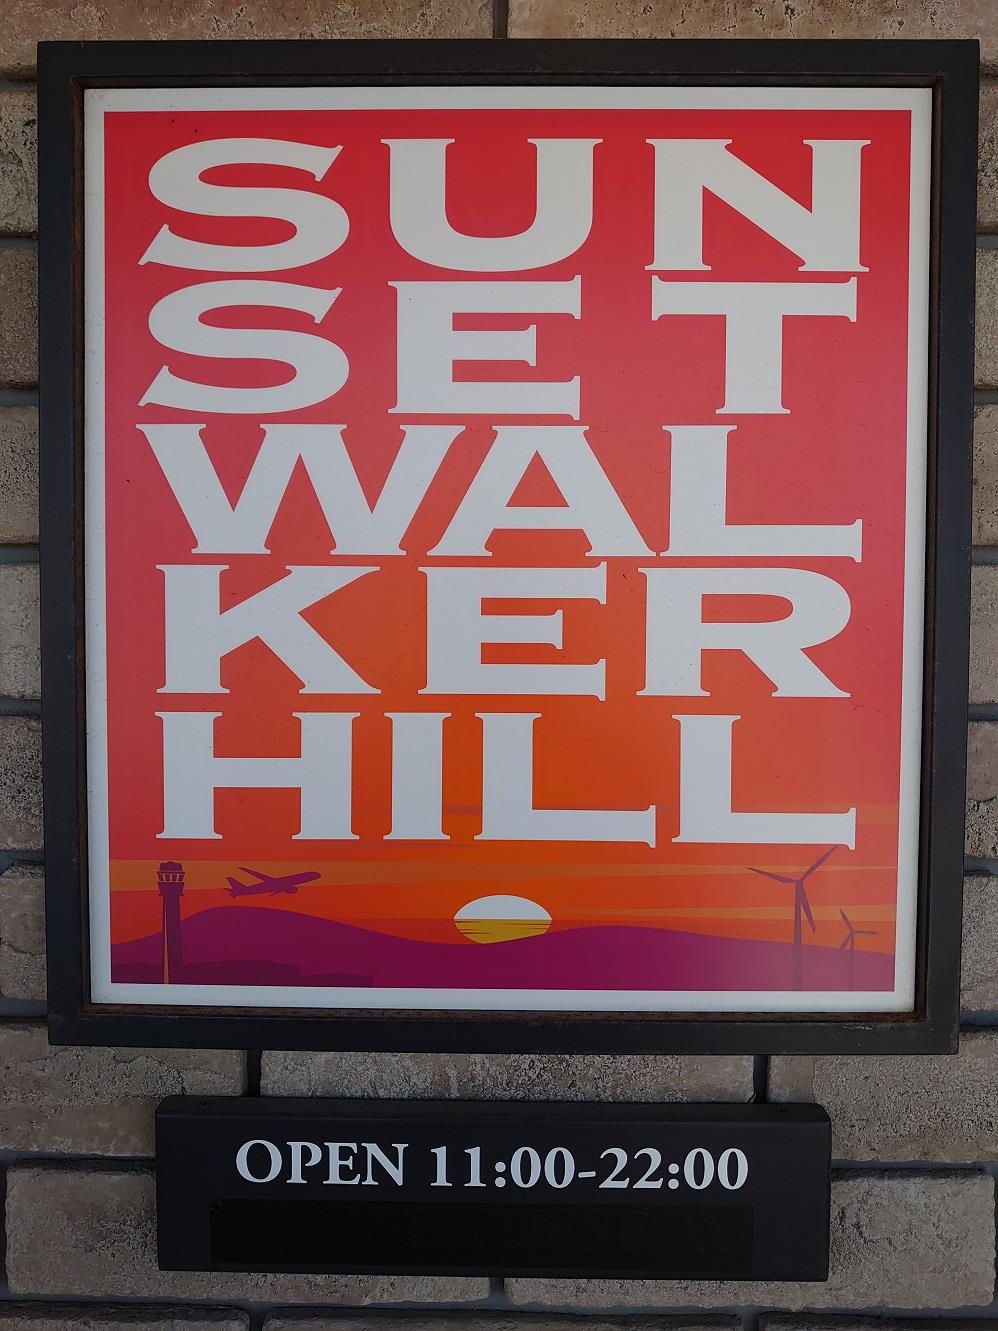 SUN
SET
WAL
KER
HILL
OPEN 11:00-22:00